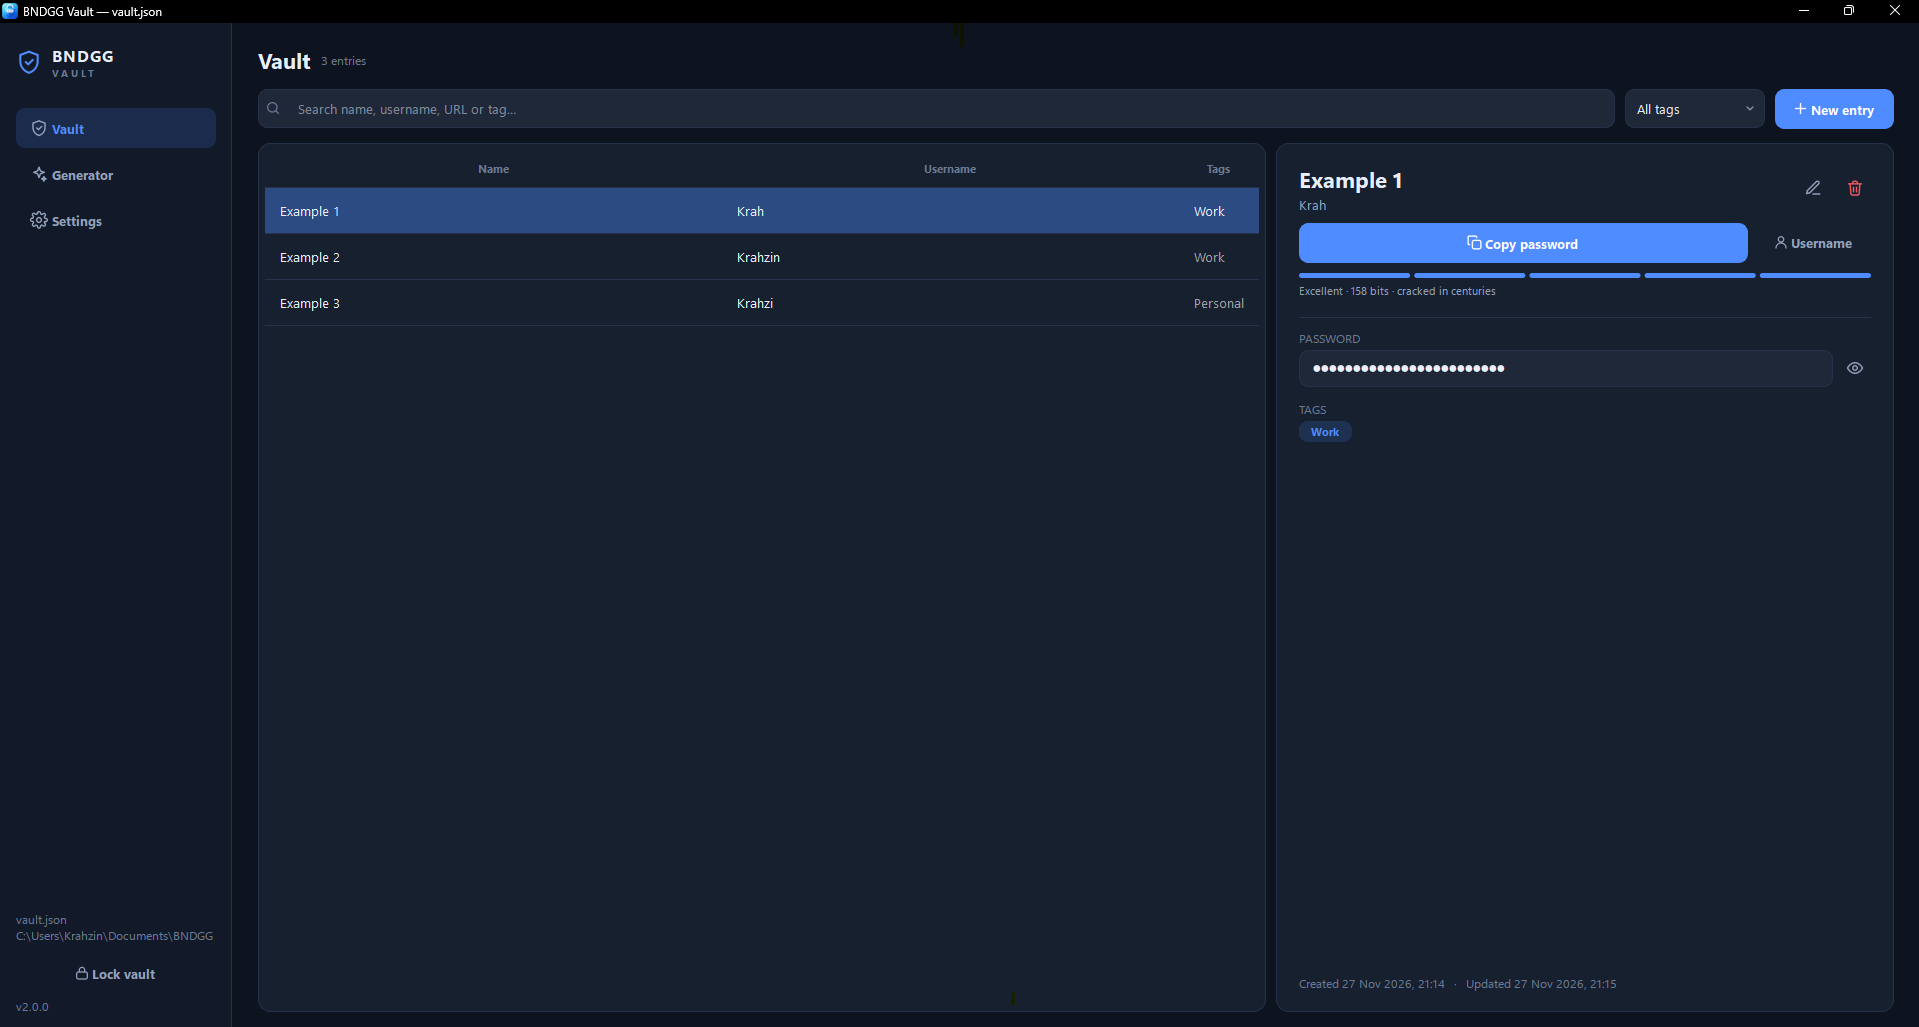 BNDGG Vault — vault.json
BNDGG
VAULT
Vault
Generator
Settings
vault.json
C:\Users\Krahzin\Documents\BNDGG
Lock vault
v2.0.0
Vault 3 entries
Search name, username, URL or tag...
All tags
New entry
Name Username Tags
Example 1 Krah Work
Example 2 Krahzin Work
Example 3 Krahzi Personal
Example 1
Krah
Copy password
Username
Excellent · 158 bits · cracked in centuries
PASSWORD
●●●●●●●●●●●●●●●●●●●●●●●●
TAGS
Work
Created 27 Nov 2026, 21:14 · Updated 27 Nov 2026, 21:15